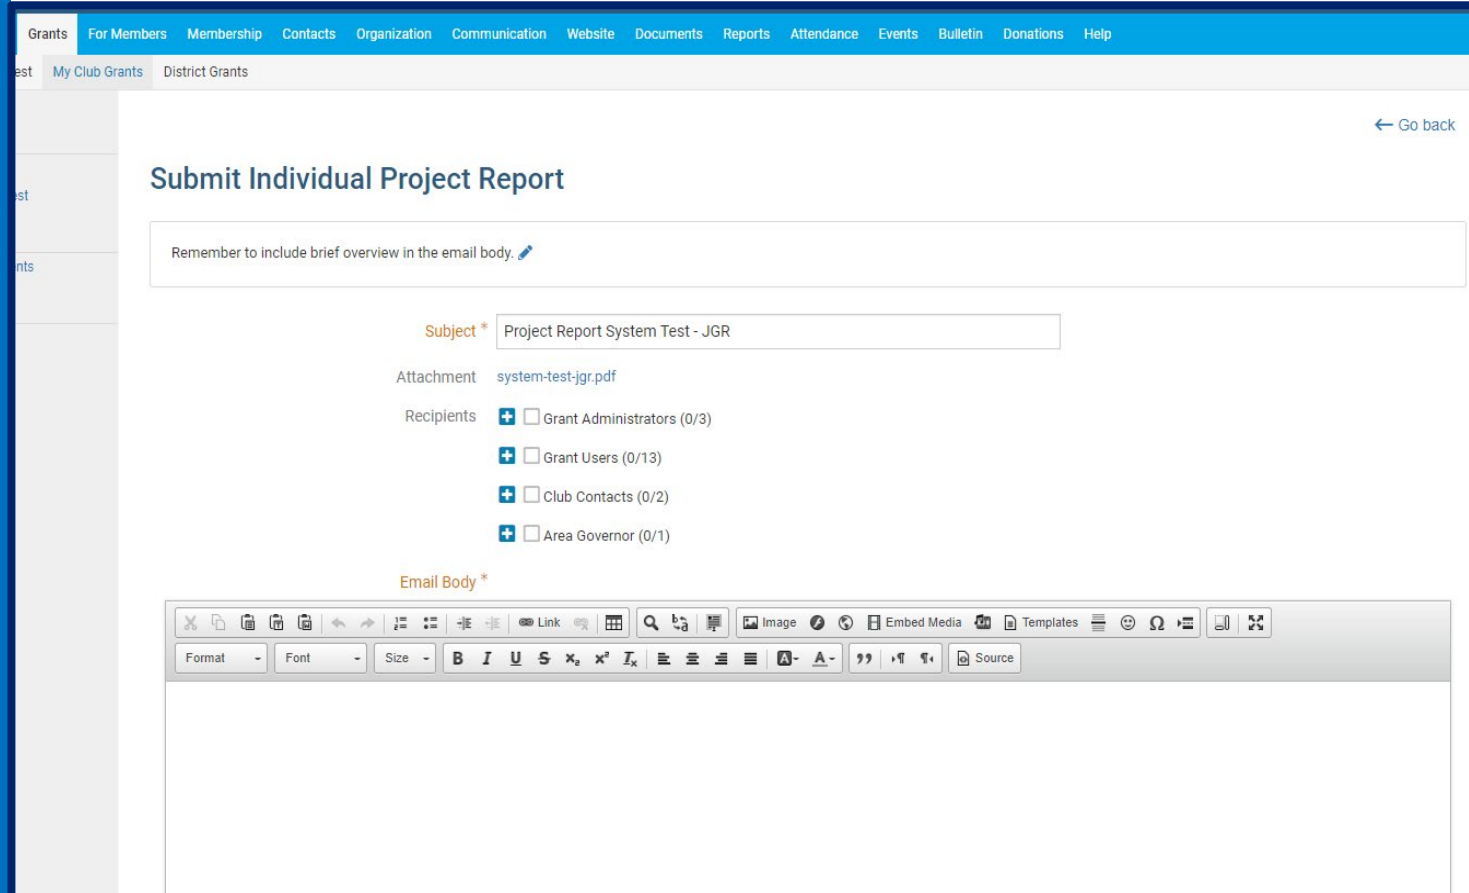 Grants For Members Membership Contacts Organization Communication Website Documents Reports Attendance Events Bulletin Donations Help
est My Club Grants District Grants
← Go back
Submit Individual Project Report
est
Remember to include brief overview in the email body.
nts
Subject * Project Report System Test - JGR
Attachment system-test-jgr.pdf
Recipients Grant Administrators (0/3)
Grant Users (0/13)
Club Contacts (0/2)
Area Governor (0/1)
Email Body *
Link Image Embed Media Templates Ω
Format Font Size B I U S x₂ x² Tx A A ¶ ¶ Source